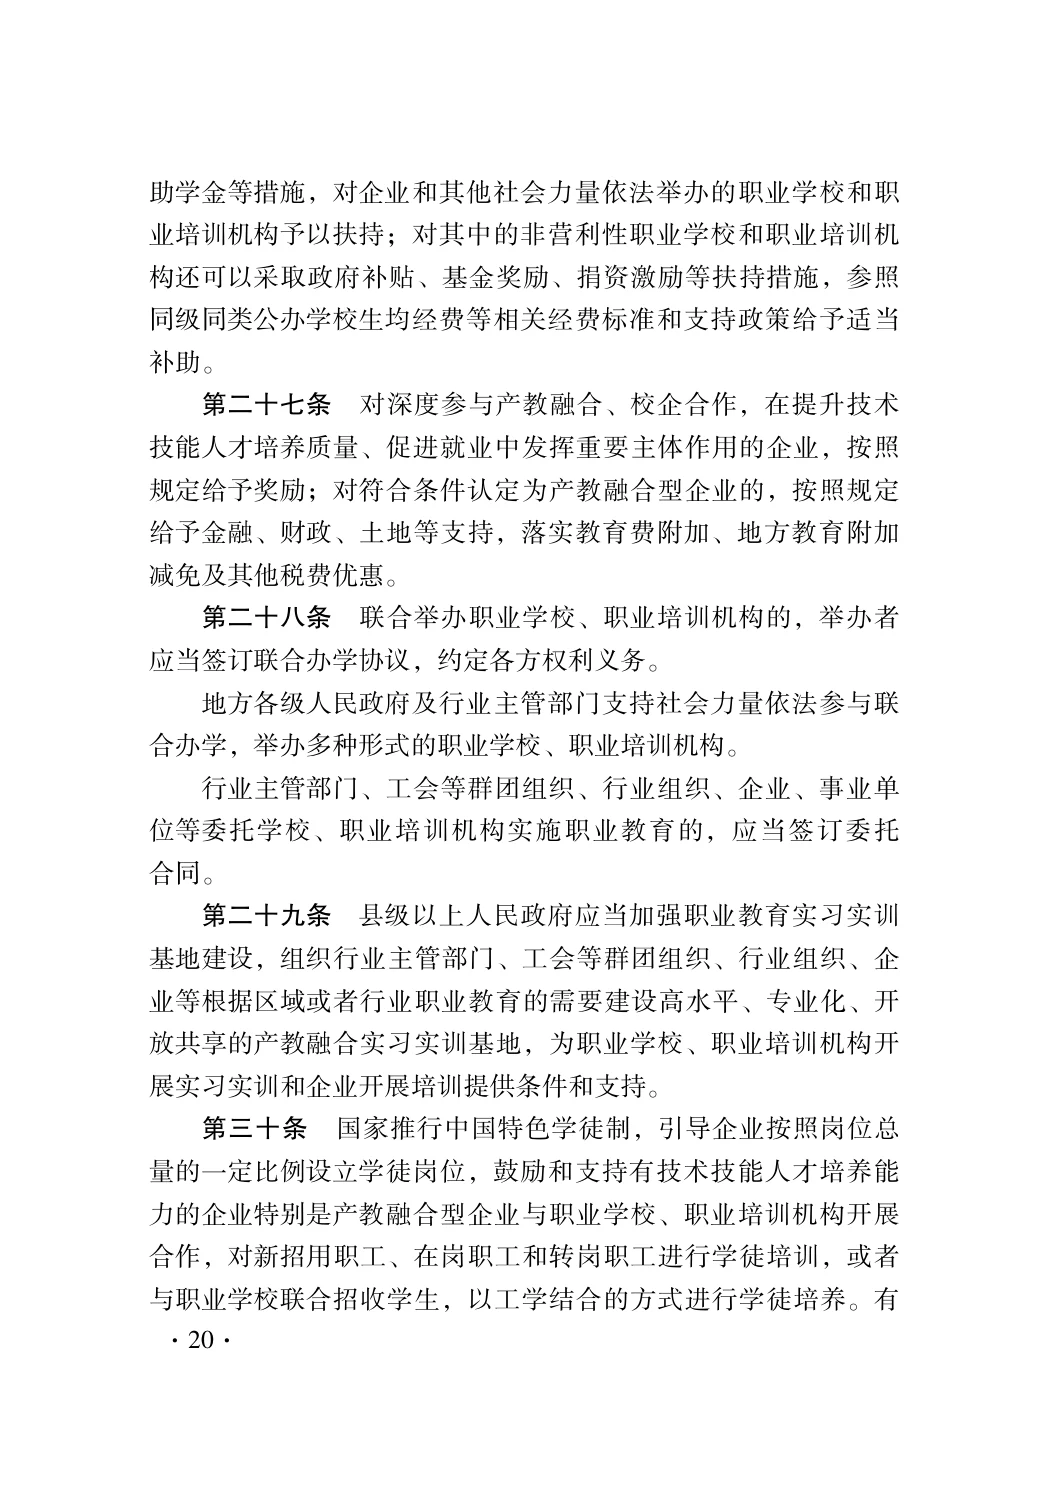 助学金等措施，对企业和其他社会力量依法举办的职业学校和职
业培训机构予以扶持；对其中的非营利性职业学校和职业培训机
构还可以采取政府补贴、基金奖励、捐资激励等扶持措施，参照
同级同类公办学校生均经费等相关经费标准和支持政策给予适当
补助。
第二十七条　对深度参与产教融合、校企合作，在提升技术
技能人才培养质量、促进就业中发挥重要主体作用的企业，按照
规定给予奖励；对符合条件认定为产教融合型企业的，按照规定
给予金融、财政、土地等支持，落实教育费附加、地方教育附加
减免及其他税费优惠。
第二十八条　联合举办职业学校、职业培训机构的，举办者
应当签订联合办学协议，约定各方权利义务。
地方各级人民政府及行业主管部门支持社会力量依法参与联
合办学，举办多种形式的职业学校、职业培训机构。
行业主管部门、工会等群团组织、行业组织、企业、事业单
位等委托学校、职业培训机构实施职业教育的，应当签订委托
合同。
第二十九条　县级以上人民政府应当加强职业教育实习实训
基地建设，组织行业主管部门、工会等群团组织、行业组织、企
业等根据区域或者行业职业教育的需要建设高水平、专业化、开
放共享的产教融合实习实训基地，为职业学校、职业培训机构开
展实习实训和企业开展培训提供条件和支持。
第三十条　国家推行中国特色学徒制，引导企业按照岗位总
量的一定比例设立学徒岗位，鼓励和支持有技术技能人才培养能
力的企业特别是产教融合型企业与职业学校、职业培训机构开展
合作，对新招用职工、在岗职工和转岗职工进行学徒培训，或者
与职业学校联合招收学生，以工学结合的方式进行学徒培养。有
·20·